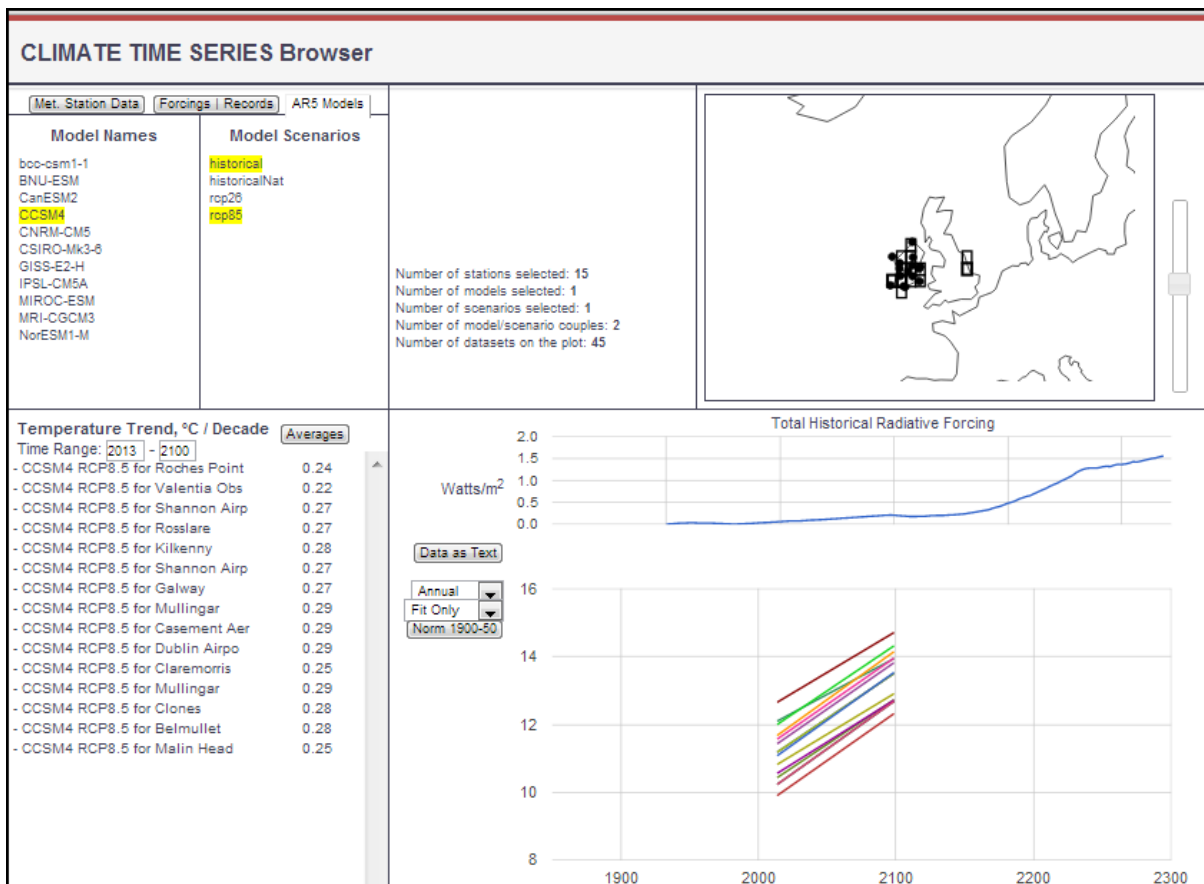 CLIMATE TIME SERIES Browser
Met. Station Data Forcings | Records AR5 Models
Model Names
bcc-csm1-1
BNU-ESM
CanESM2
CCSM4
CNRM-CM5
CSIRO-Mk3-6
GISS-E2-H
IPSL-CM5A
MIROC-ESM
MRI-CGCM3
NorESM1-M
Model Scenarios
historical
historicalNat
rcp26
rcp85
Number of stations selected: 15
Number of models selected: 1
Number of scenarios selected: 1
Number of model/scenario couples: 2
Number of datasets on the plot: 45
Temperature Trend, ºC / Decade Averages
Time Range: 2013 - 2100
- CCSM4 RCP8.5 for Roches Point 0.24
- CCSM4 RCP8.5 for Valentia Obs 0.22
- CCSM4 RCP8.5 for Shannon Airp 0.27
- CCSM4 RCP8.5 for Rosslare 0.27
- CCSM4 RCP8.5 for Kilkenny 0.28
- CCSM4 RCP8.5 for Shannon Airp 0.27
- CCSM4 RCP8.5 for Galway 0.27
- CCSM4 RCP8.5 for Mullingar 0.29
- CCSM4 RCP8.5 for Casement Aer 0.29
- CCSM4 RCP8.5 for Dublin Airpo 0.29
- CCSM4 RCP8.5 for Claremorris 0.25
- CCSM4 RCP8.5 for Mullingar 0.29
- CCSM4 RCP8.5 for Clones 0.28
- CCSM4 RCP8.5 for Belmullet 0.28
- CCSM4 RCP8.5 for Malin Head 0.25
Total Historical Radiative Forcing
2.0
1.5
Watts/m² 1.0
0.5
0.0
Data as Text
Annual
Fit Only
Norm 1900-50
16
14
12
10
8
1900 2000 2100 2200 2300